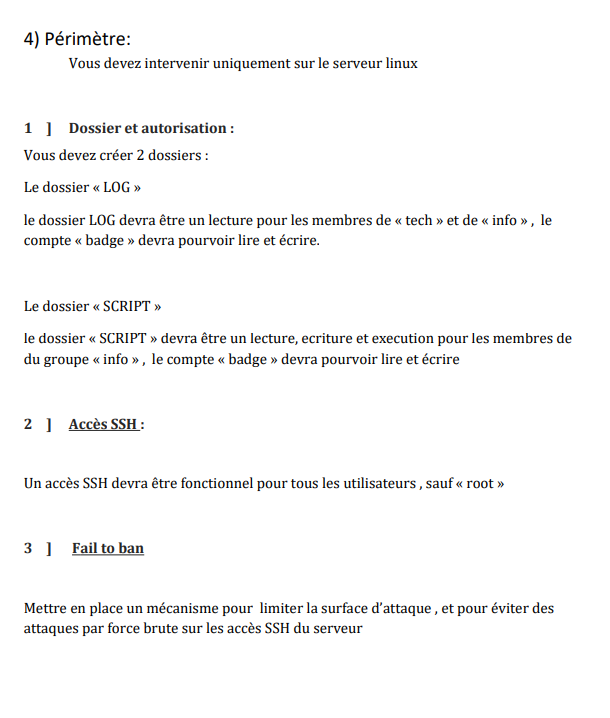 4) Périmètre:
Vous devez intervenir uniquement sur le serveur linux
1 ] Dossier et autorisation :
Vous devez créer 2 dossiers :
Le dossier « LOG »
le dossier LOG devra être un lecture pour les membres de « tech » et de « info » , le
compte « badge » devra pourvoir lire et écrire.
Le dossier « SCRIPT »
le dossier « SCRIPT » devra être un lecture, ecriture et execution pour les membres de
du groupe « info » , le compte « badge » devra pourvoir lire et écrire
2 ] Accès SSH :
Un accès SSH devra être fonctionnel pour tous les utilisateurs , sauf « root »
3 ] Fail to ban
Mettre en place un mécanisme pour limiter la surface d’attaque , et pour éviter des
attaques par force brute sur les accès SSH du serveur